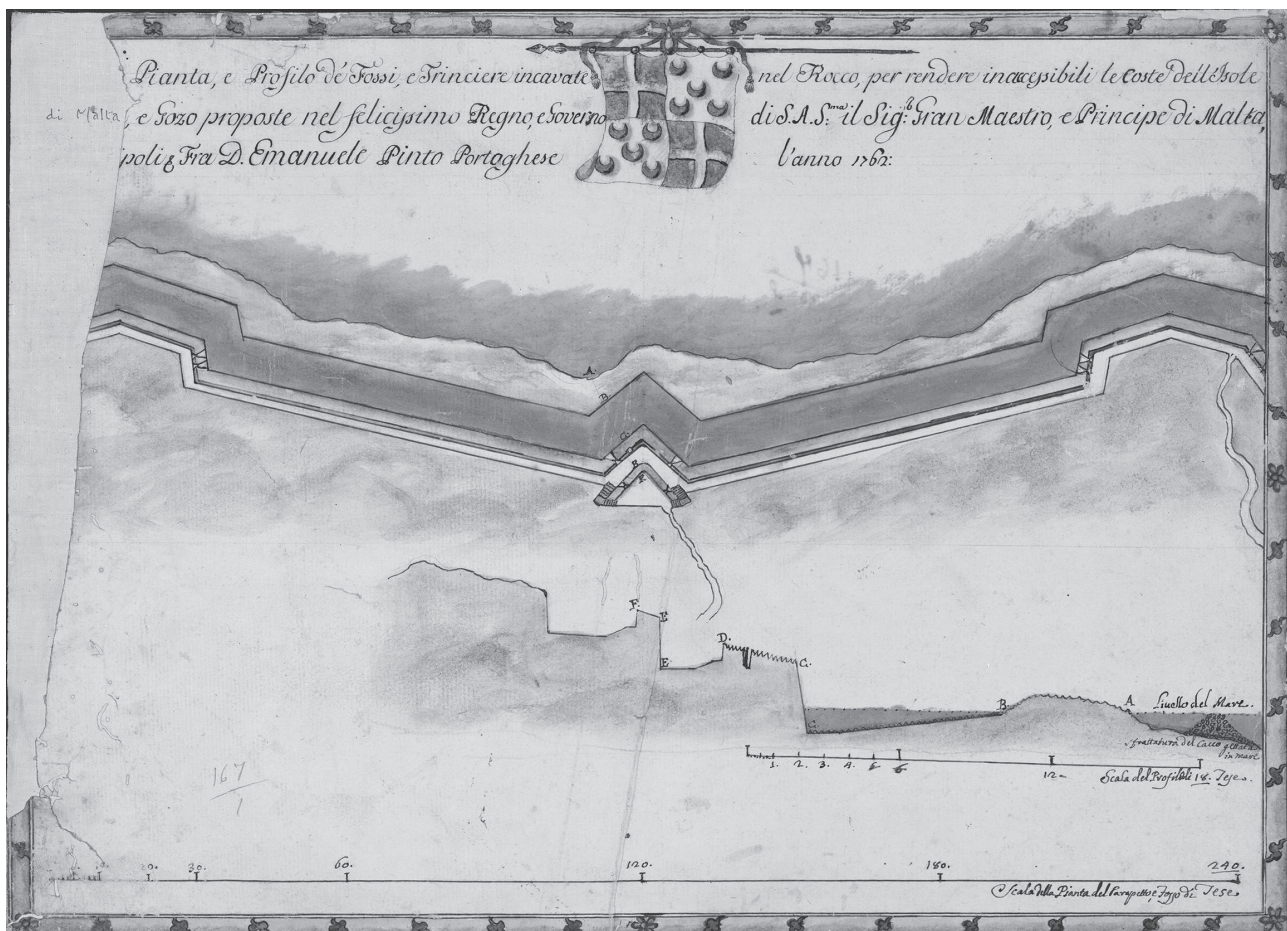 Pianta, e Profilo de Fossi, e Trinciere incavate nel Rocco, per rendere inaccessibili le Coste dell'Isole
di Malta, e Gozo proposte nel felicissimo Regno, e Governo di S. A. S.ma il Sig.r Gran Maestro, e Principe di Malta,
poli & Fra D. Emanuele Pinto Portoghese l'anno 1762:
A.
B
C
B
F
F.
E
E
D.
C.
C.
B
A
Livello del Mare.
del Cacco
in mare
1. 2. 3. 4. 5. 6. 12
Scala del Profilo di 18. Tese.
167
1
20. 30. 60. 120. 180. 240.
Scala della Pianta del Parapetto, e Fosso di Tese